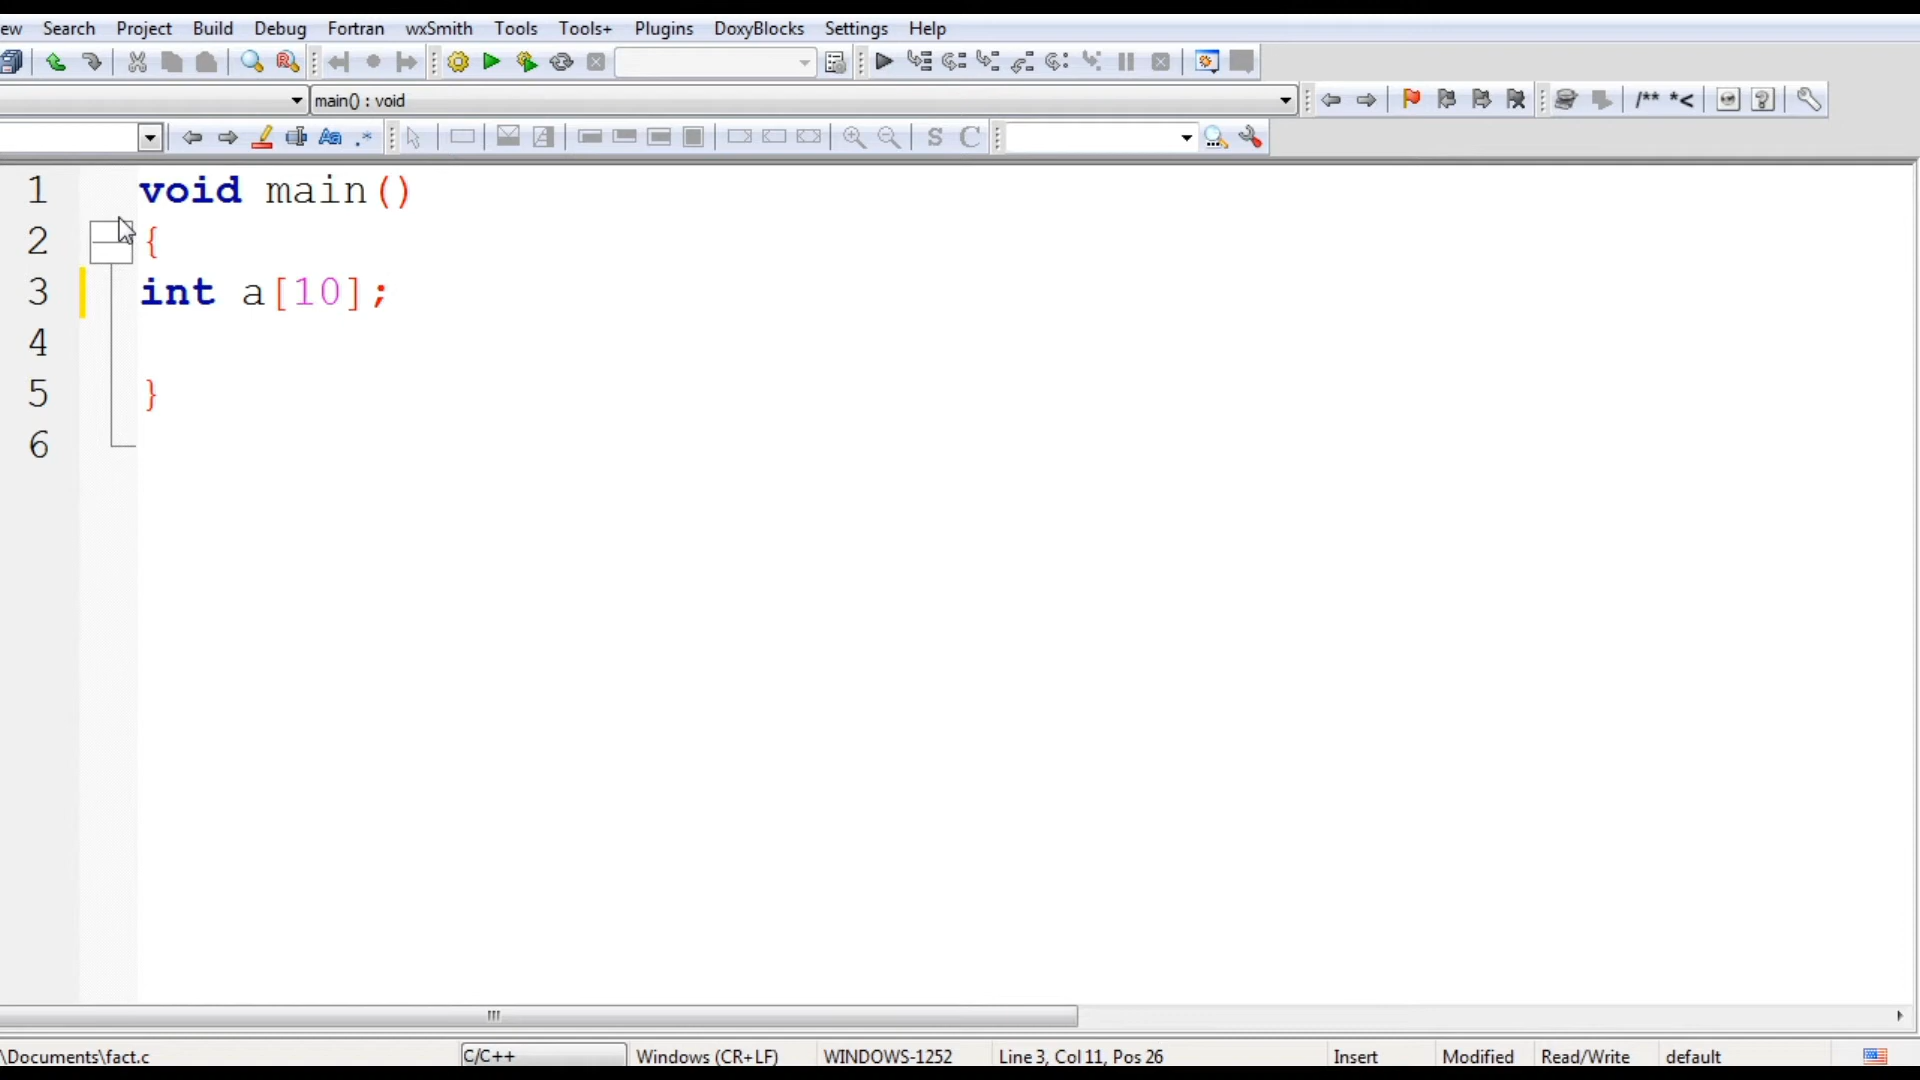 ew Search Project Build Debug Fortran wxSmith Tools Tools+ Plugins DoxyBlocks Settings Help
main() : void
/** *<
Aa .*
S C
1 void main()
2 {
3 int a[10];
4
5 }
6
\Documents\fact.c C/C++ Windows (CR+LF) WINDOWS-1252 Line 3, Col 11, Pos 26 Insert Modified Read/Write default